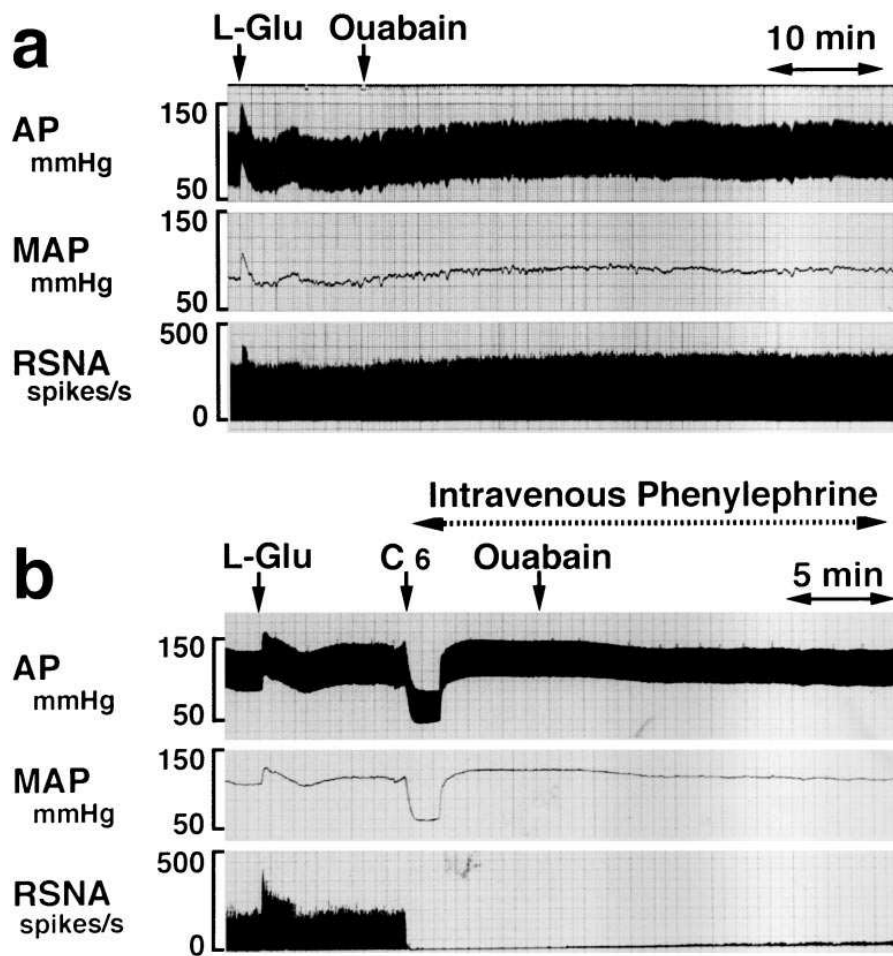 a
L-Glu Ouabain
10 min
AP
mmHg
150
50
MAP
mmHg
150
50
RSNA
spikes/s
500
0
Intravenous Phenylephrine
b
L-Glu C 6 Ouabain
5 min
AP
mmHg
150
50
MAP
mmHg
150
50
RSNA
spikes/s
500
0